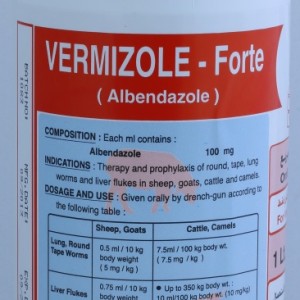 VERMIZOLE - Forte
( Albendazole )
COMPOSITION : Each ml contains :
Albendazole 100 mg
INDICATIONS : Therapy and prophylaxis of round, tape, lung
worms and liver flukes in sheep, goats, cattle and camels.
DOSAGE AND USE : Given orally by drench-gun according to
the following table :
Sheep, Goats Cattle, Camels
Lung, Round 0.5 ml / 10 kg 7.5ml / 100 kg body wt.
Tape Worms body weight ( 7.5 mg / kg )
(5 mg / kg )
Liver Flukes 0.75 ml / 10 kg • Up to 350 kg body wt. :
body weight 10 ml/100 kg body wt. (10 mg/kg)
1 L